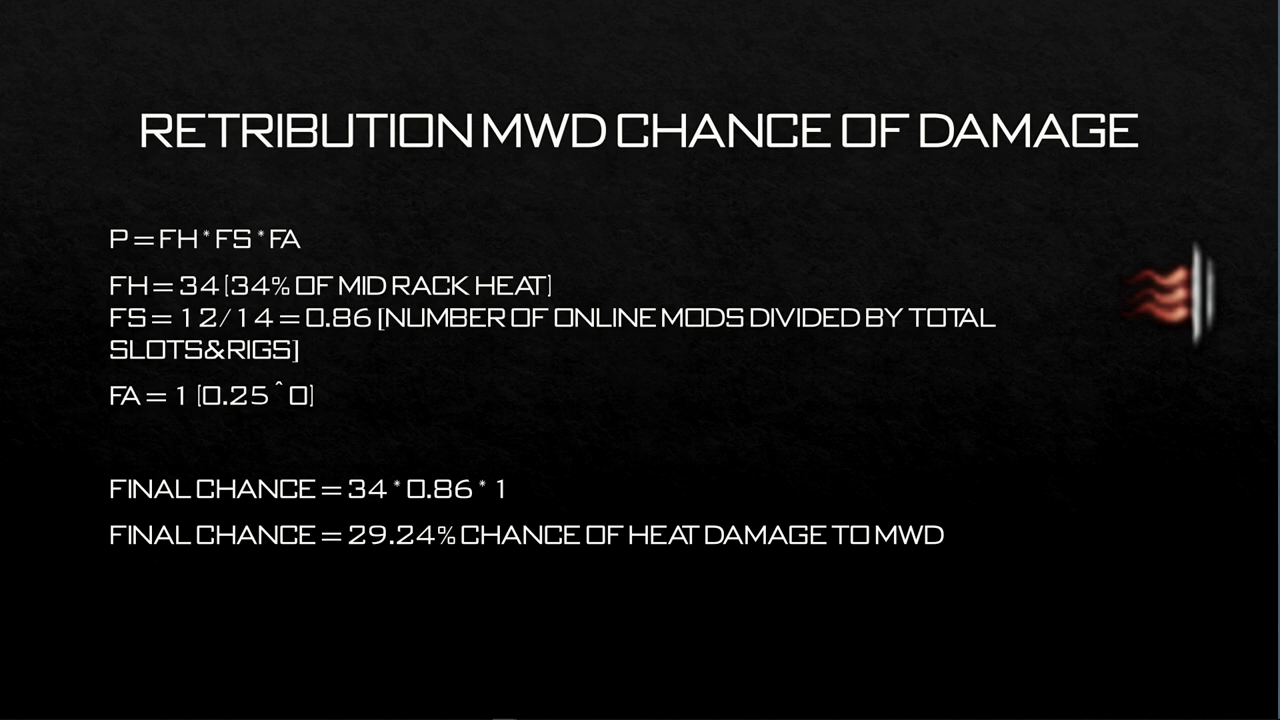 RETRIBUTION MWD CHANCE OF DAMAGE
P = FH * FS * FA
FH = 34 (34% OF MID RACK HEAT)
FS = 12/14 = 0.86 [NUMBER OF ONLINE MODS DIVIDED BY TOTAL
SLOTS&RIGS]
FA = 1 (0.25^0)
FINAL CHANCE = 34 * 0.86 * 1
FINAL CHANCE = 29.24% CHANCE OF HEAT DAMAGE TO MWD